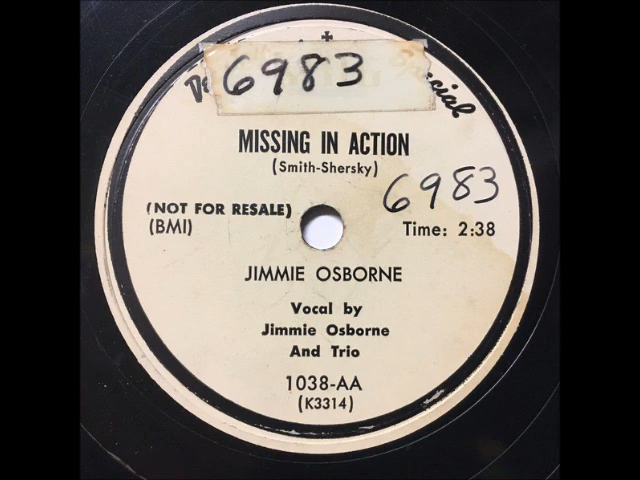 6983
MISSING IN ACTION
(Smith-Shersky)
6983
(NOT FOR RESALE)
(BMI)
Time: 2:38
JIMMIE OSBORNE
Vocal by
Jimmie Osborne
And Trio
1038-AA
(K3314)